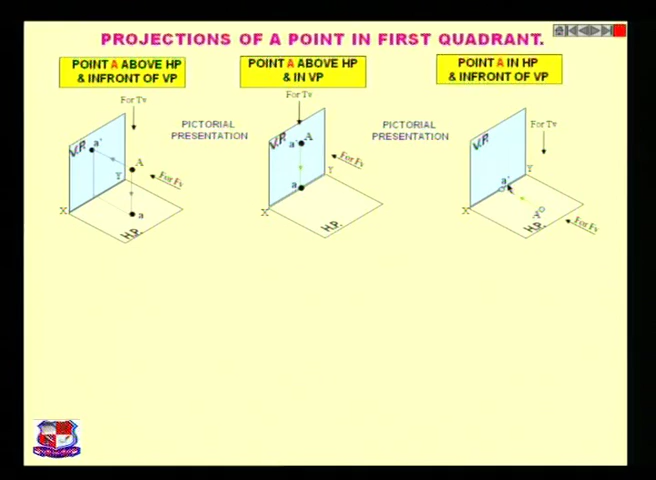 PROJECTIONS OF A POINT IN FIRST QUADRANT.
POINT A ABOVE HP
& INFRONT OF VP
For Tv
V.P.
a'
A
Y
For Fv
X
a
H.P.
PICTORIAL
PRESENTATION
POINT A ABOVE HP
& IN VP
For Tv
V.P.
a' A
Y
For Fv
a
X
H.P.
PICTORIAL
PRESENTATION
POINT A IN HP
& INFRONT OF VP
For Tv
V.P.
Y
a'
X
A
H.P.
For Fv